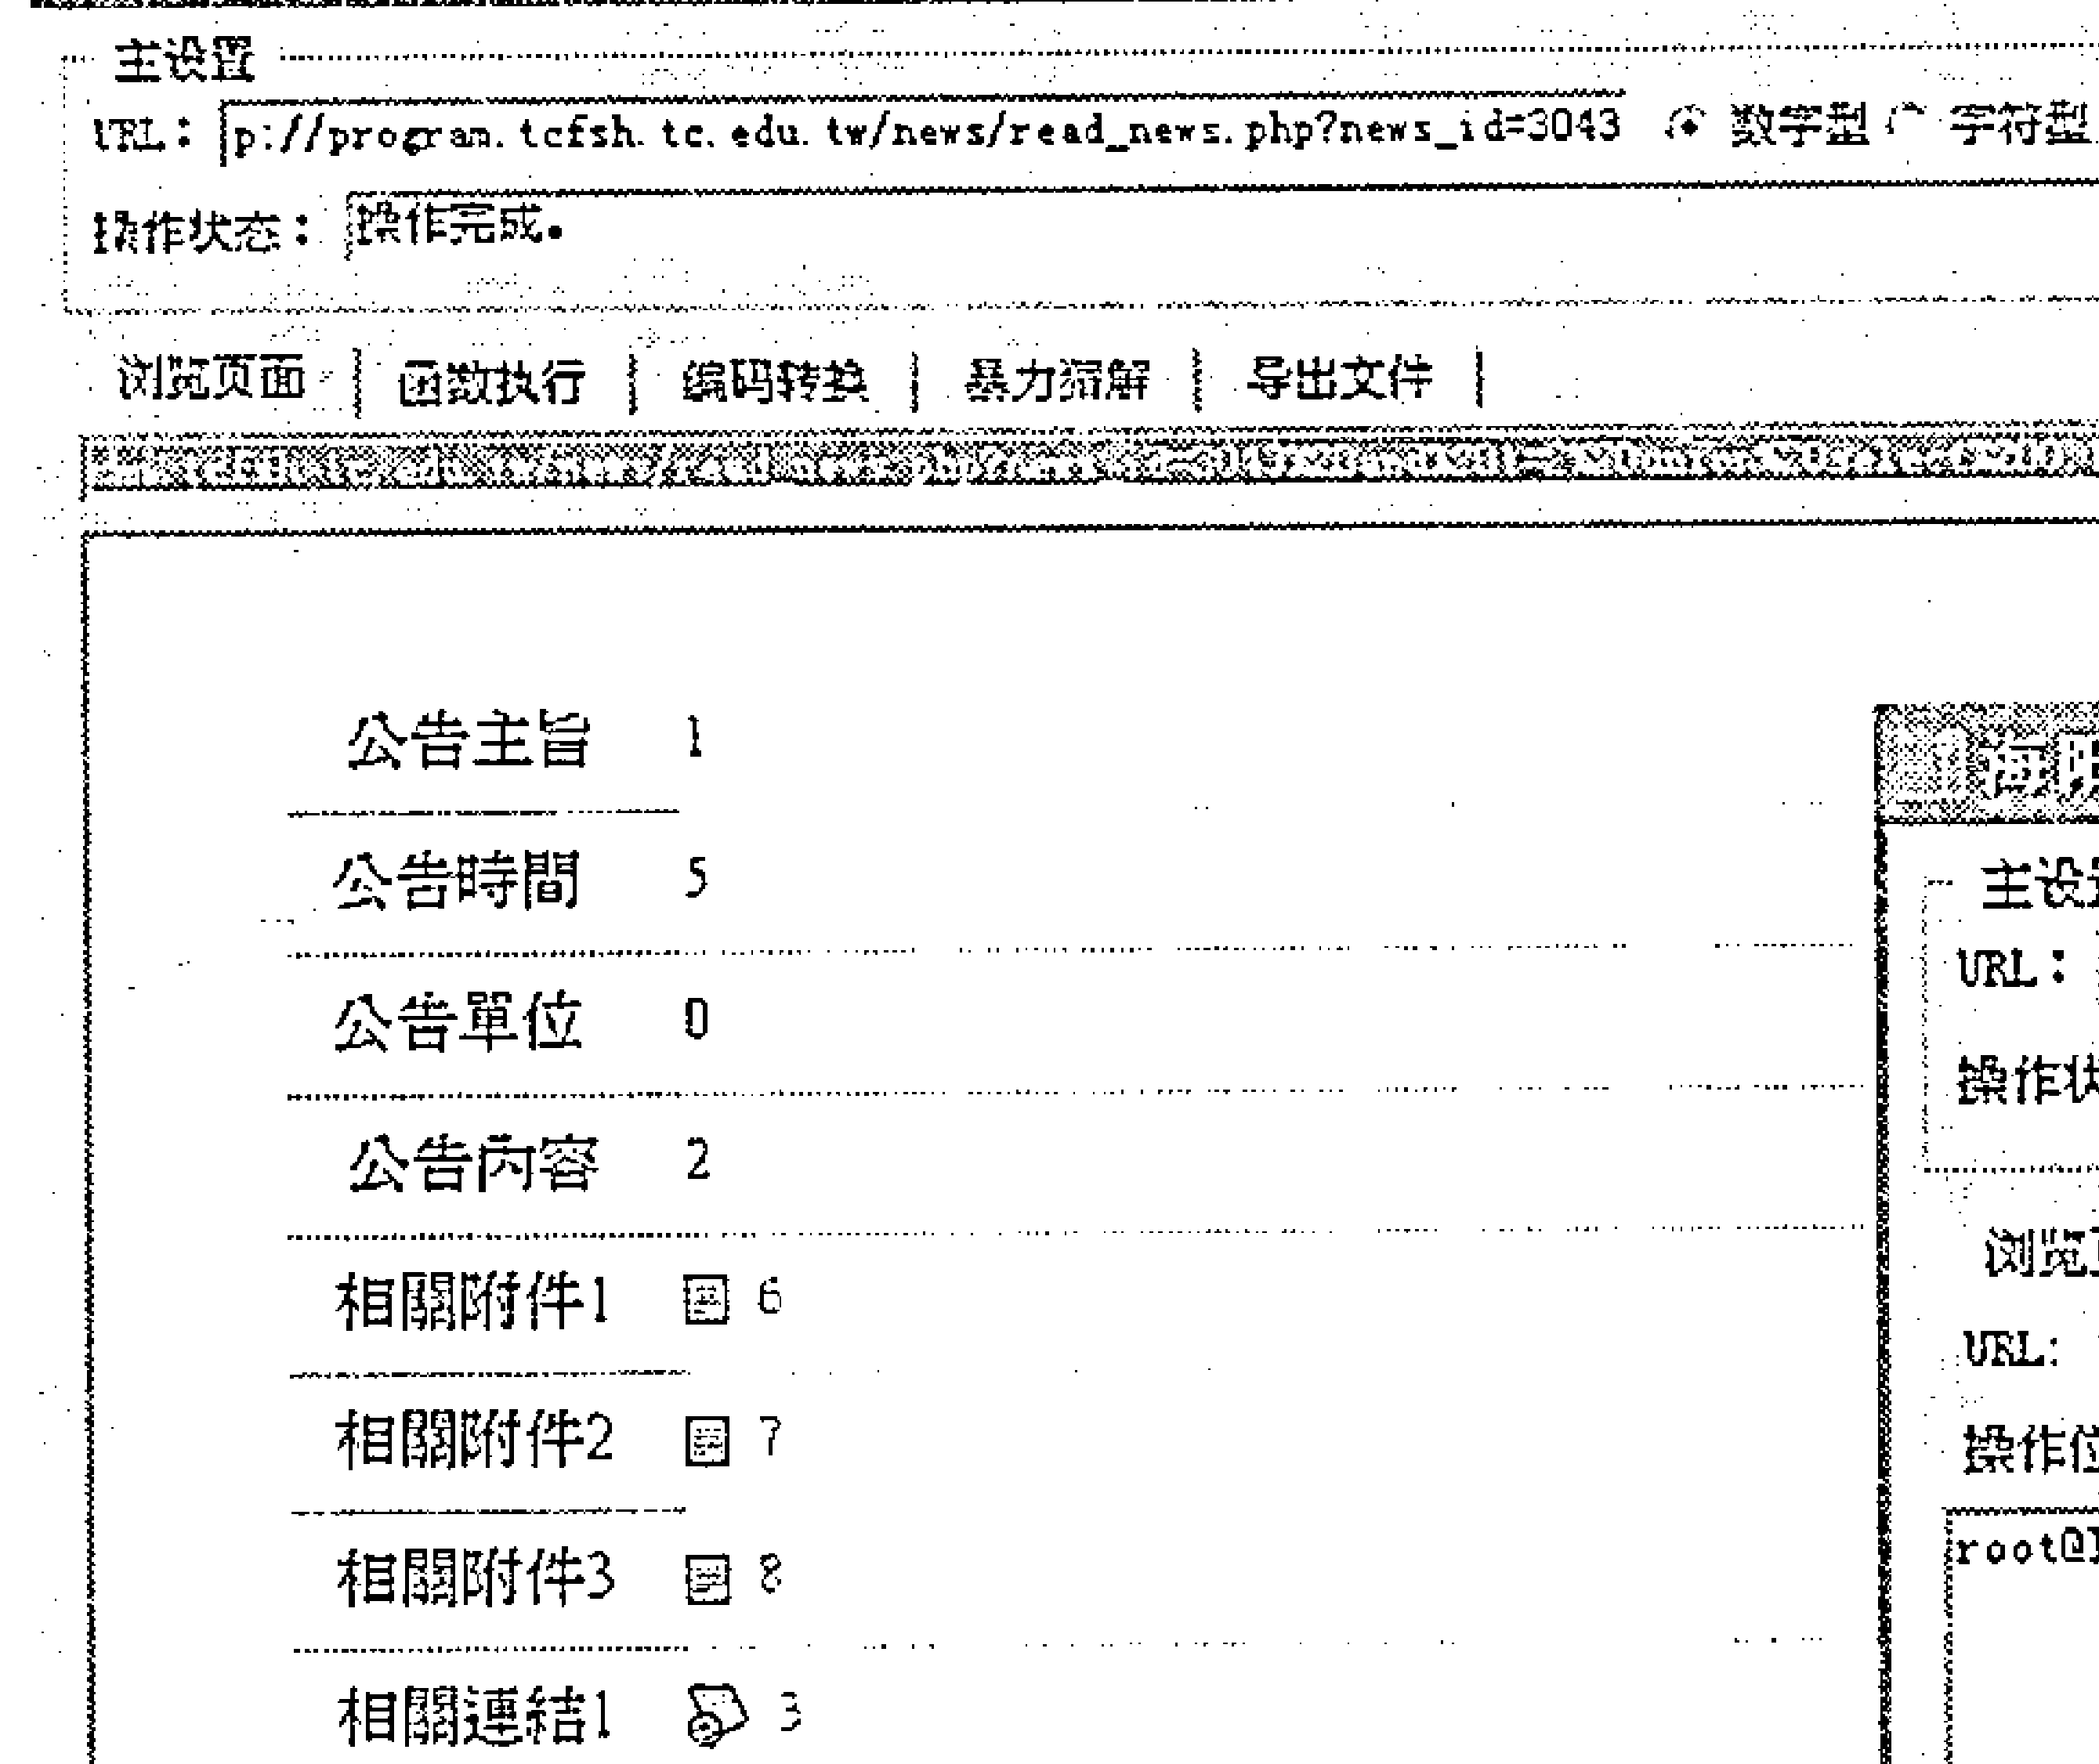 主设置
URL: p://program.tcfsh.tc.edu.tw/news/read_news.php?news_id=3043 数字型 字符型
操作状态: 操作完成。
浏览页面 函数执行 编码转换 暴力猜解 导出文件
公告主旨 1
公告時間 5
公告單位 0
公告內容 2
相關附件1 6
相關附件2 7
相關附件3 8
相關連結1 3
主设
URL:
操作状
浏览
URL:
操作位
root@